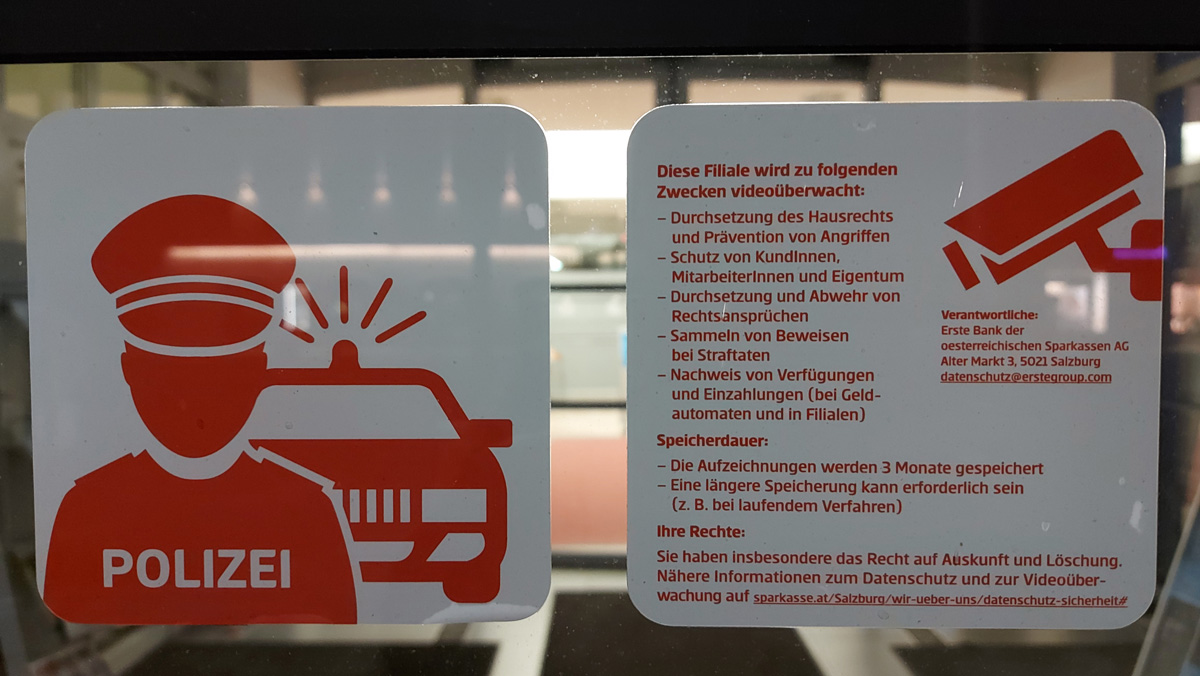 POLIZEI
Diese Filiale wird zu folgenden
Zwecken videoüberwacht:
– Durchsetzung des Hausrechts
und Prävention von Angriffen
– Schutz von KundInnen,
MitarbeiterInnen und Eigentum
– Durchsetzung und Abwehr von
Rechtsansprüchen
– Sammeln von Beweisen
bei Straftaten
– Nachweis von Verfügungen
und Einzahlungen (bei Geld-
automaten und in Filialen)
Verantwortliche:
Erste Bank der
oesterreichischen Sparkassen AG
Alter Markt 3, 5021 Salzburg
datenschutz@erstegroup.com
Speicherdauer:
– Die Aufzeichnungen werden 3 Monate gespeichert
– Eine längere Speicherung kann erforderlich sein
(z. B. bei laufendem Verfahren)
Ihre Rechte:
Sie haben insbesondere das Recht auf Auskunft und Löschung.
Nähere Informationen zum Datenschutz und zur Videoüber-
wachung auf sparkasse.at/Salzburg/wir-ueber-uns/datenschutz-sicherheit#